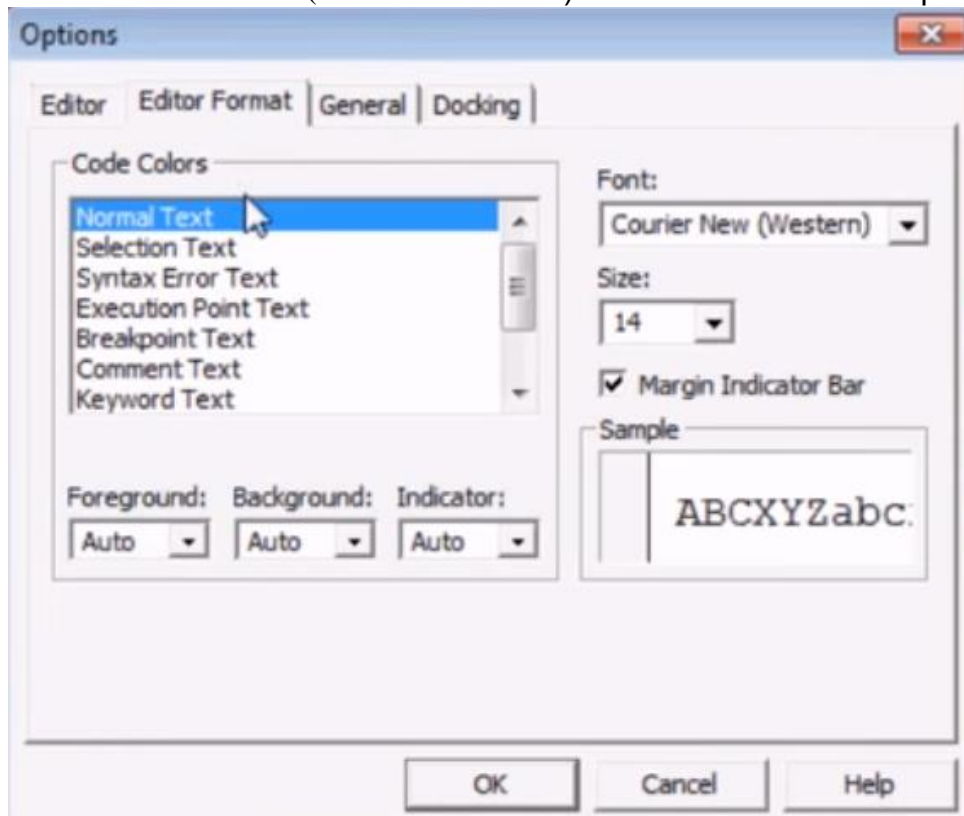 Options
Editor Editor Format General Docking
Code Colors
Normal Text
Selection Text
Syntax Error Text
Execution Point Text
Breakpoint Text
Comment Text
Keyword Text
Foreground: Background: Indicator:
Auto Auto Auto
Font:
Courier New (Western)
Size:
14
Margin Indicator Bar
Sample
ABCXYZabc
OK Cancel Help